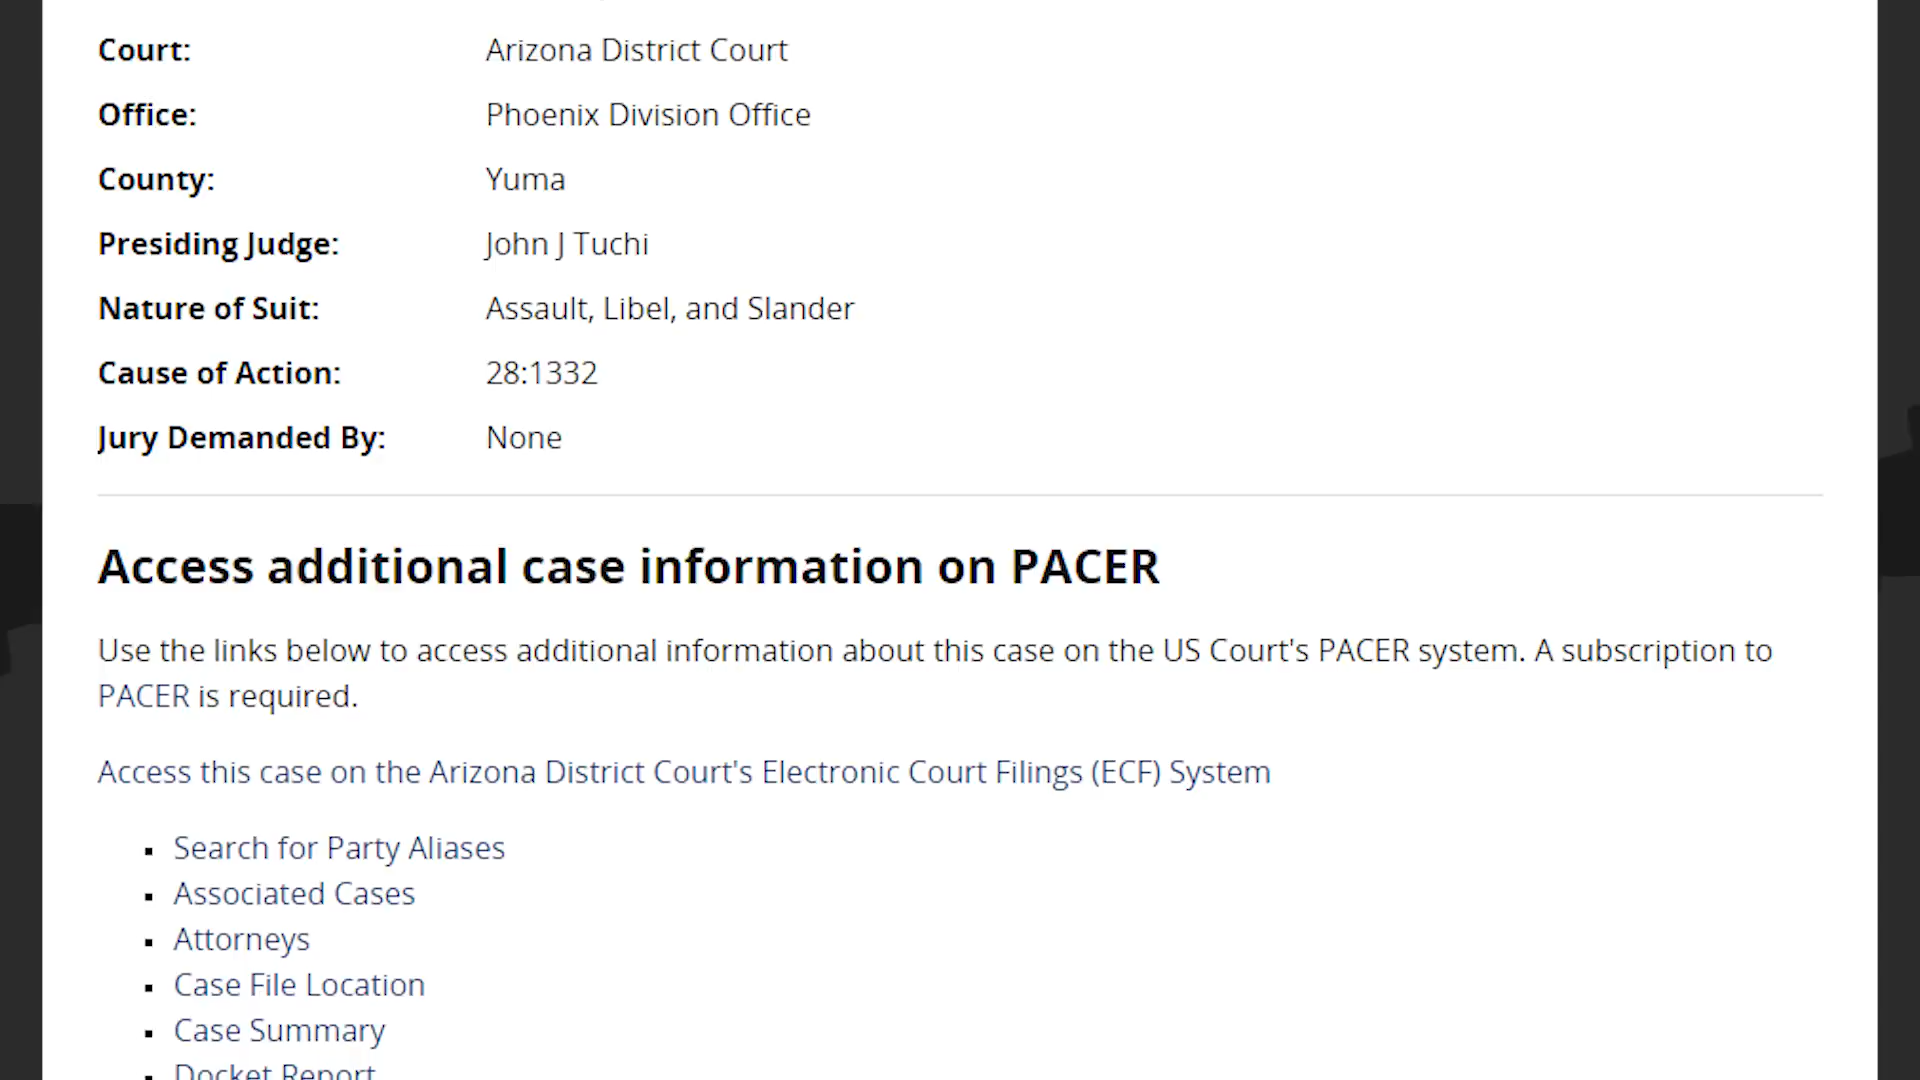 Court: Arizona District Court
Office: Phoenix Division Office
County: Yuma
Presiding Judge: John J Tuchi
Nature of Suit: Assault, Libel, and Slander
Cause of Action: 28:1332
Jury Demanded By: None
Access additional case information on PACER
Use the links below to access additional information about this case on the US Court's PACER system. A subscription to
PACER is required.
Access this case on the Arizona District Court's Electronic Court Filings (ECF) System
▪ Search for Party Aliases
▪ Associated Cases
▪ Attorneys
▪ Case File Location
▪ Case Summary
▪ Docket Report